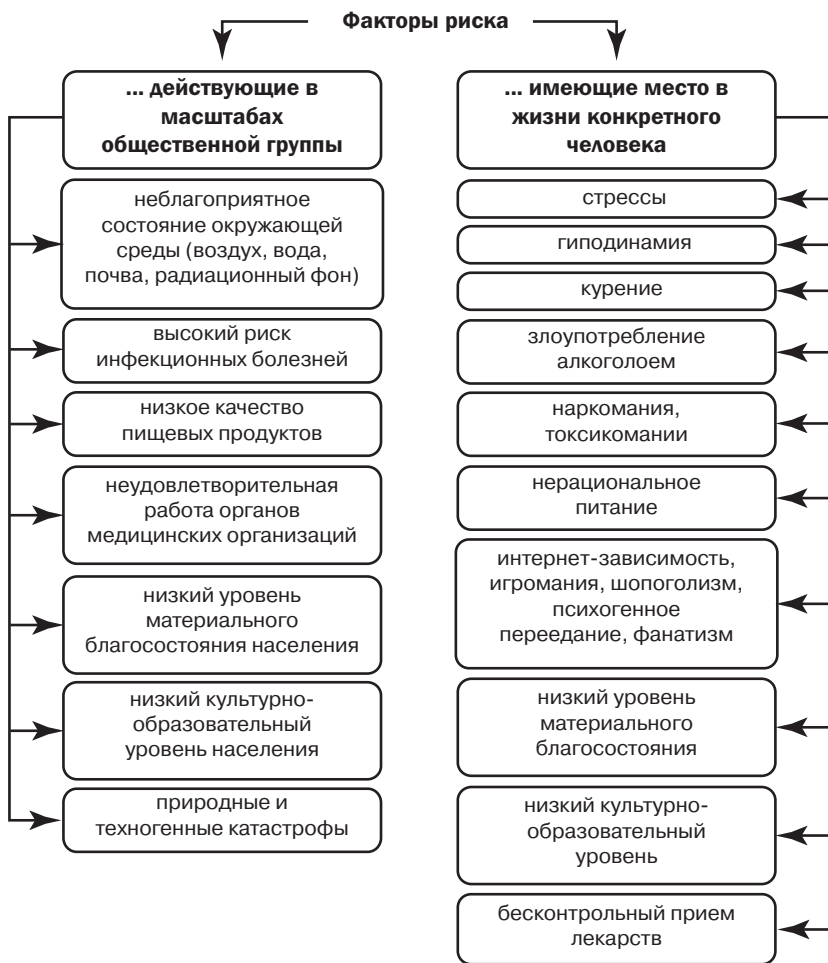 Факторы риска
... действующие в
масштабах
общественной группы
неблагоприятное
состояние окружающей
среды (воздух, вода,
почва, радиационный фон)
высокий риск
инфекционных болезней
низкое качество
пищевых продуктов
неудовлетворительная
работа органов
медицинских организаций
низкий уровень
материального
благосостояния населения
низкий культурно-
образовательный
уровень населения
природные и
техногенные катастрофы
... имеющие место в
жизни конкретного
человека
стрессы
гиподинамия
курение
злоупотребление
алкоголоем
наркомания,
токсикомании
нерациональное
питание
интернет-зависимость,
игромания, шопоголизм,
психогенное
переедание, фанатизм
низкий уровень
материального
благосостояния
низкий культурно-
образовательный
уровень
бесконтрольный прием
лекарств